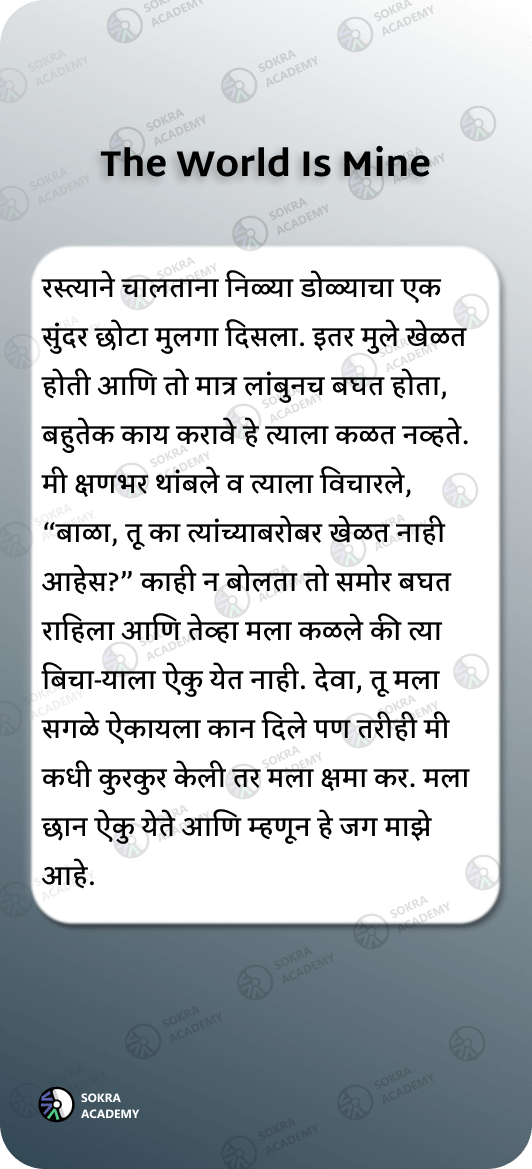 The World Is Mine
रस्त्याने चालताना निळ्या डोळ्याचा एक
सुंदर छोटा मुलगा दिसला. इतर मुले खेळत
होती आणि तो मात्र लांबुनच बघत होता,
बहुतेक काय करावे हे त्याला कळत नव्हते.
मी क्षणभर थांबले व त्याला विचारले,
“बाळा, तू का त्यांच्याबरोबर खेळत नाही
आहेस?” काही न बोलता तो समोर बघत
राहिला आणि तेव्हा मला कळले की त्या
बिचा-याला ऐकु येत नाही. देवा, तू मला
सगळे ऐकायला कान दिले पण तरीही मी
कधी कुरकुर केली तर मला क्षमा कर. मला
छान ऐकु येते आणि म्हणून हे जग माझे
आहे.
SOKRA
ACADEMY